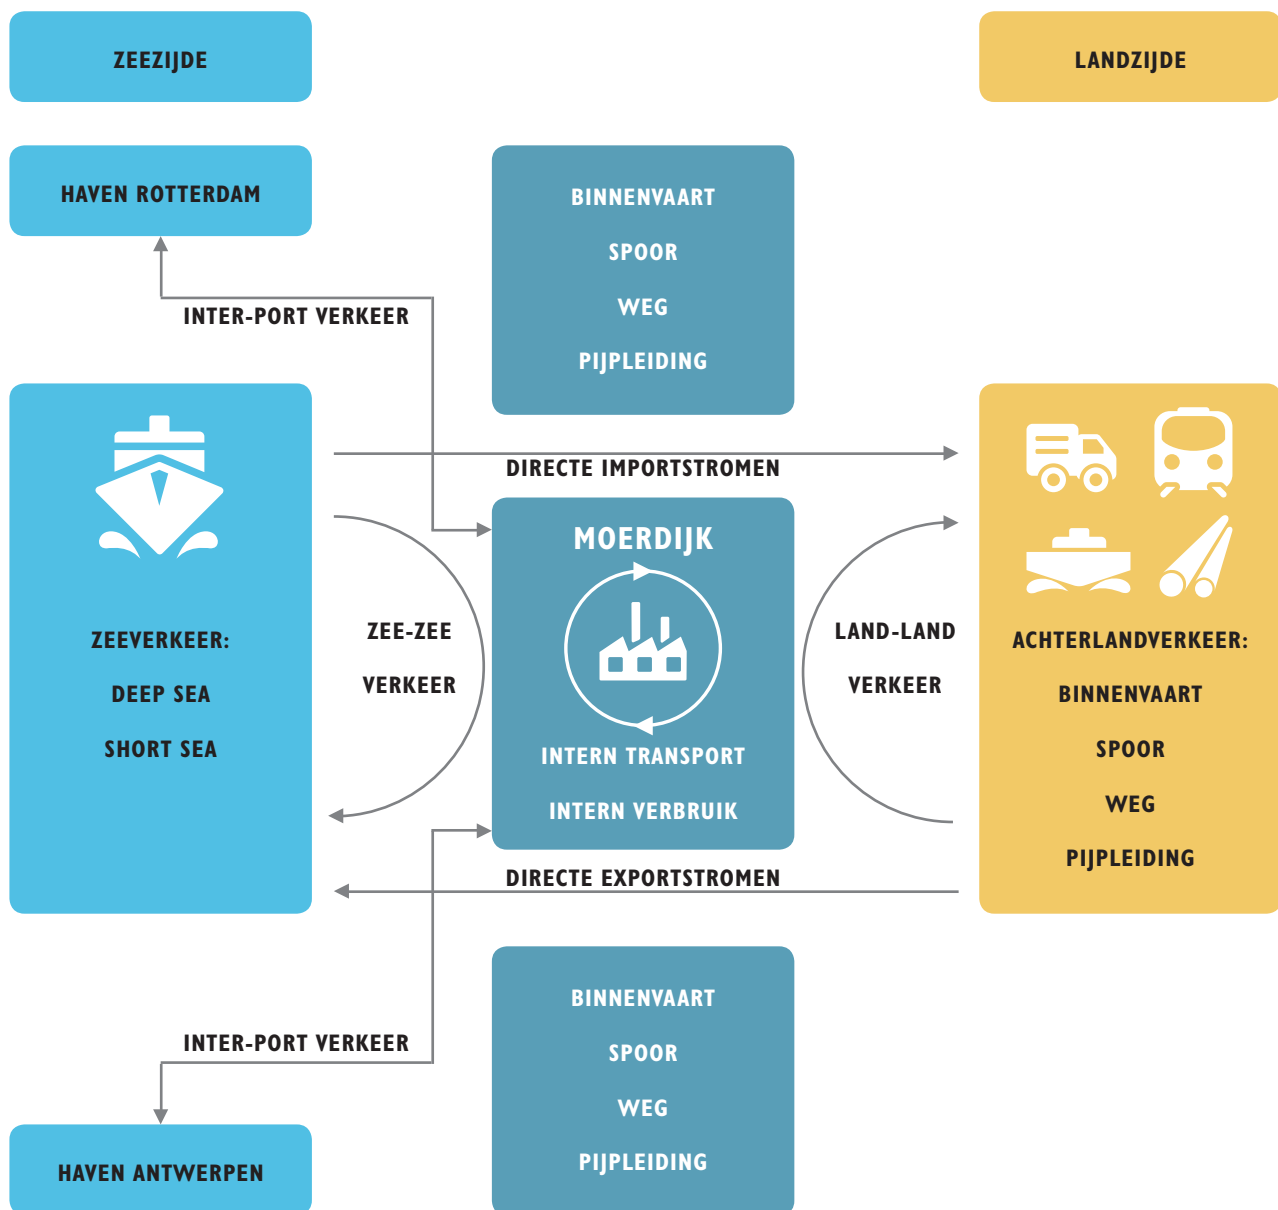 ZEEZIJDE
LANDZIJDE
HAVEN ROTTERDAM
BINNENVAART
SPOOR
WEG
PIJPLEIDING
INTER-PORT VERKEER
DIRECTE IMPORTSTROMEN
ZEEVERKEER:
DEEP SEA
SHORT SEA
ZEE-ZEE
VERKEER
MOERDIJK
INTERN TRANSPORT
INTERN VERBRUIK
LAND-LAND
VERKEER
ACHTERLANDVERKEER:
BINNENVAART
SPOOR
WEG
PIJPLEIDING
DIRECTE EXPORTSTROMEN
INTER-PORT VERKEER
BINNENVAART
SPOOR
WEG
PIJPLEIDING
HAVEN ANTWERPEN